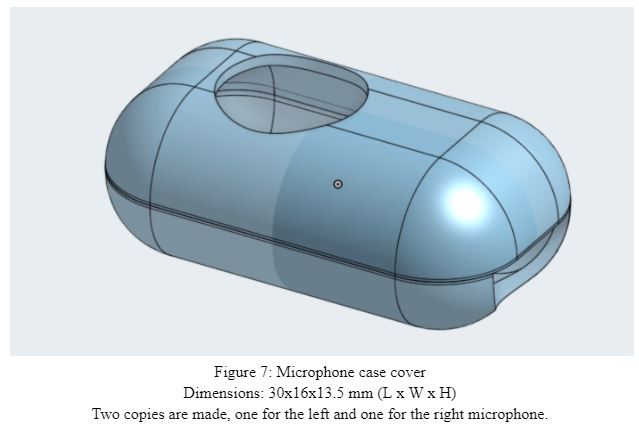 Figure 7: Microphone case cover
Dimensions: 30x16x13.5 mm (L x W x H)
Two copies are made, one for the left and one for the right microphone.